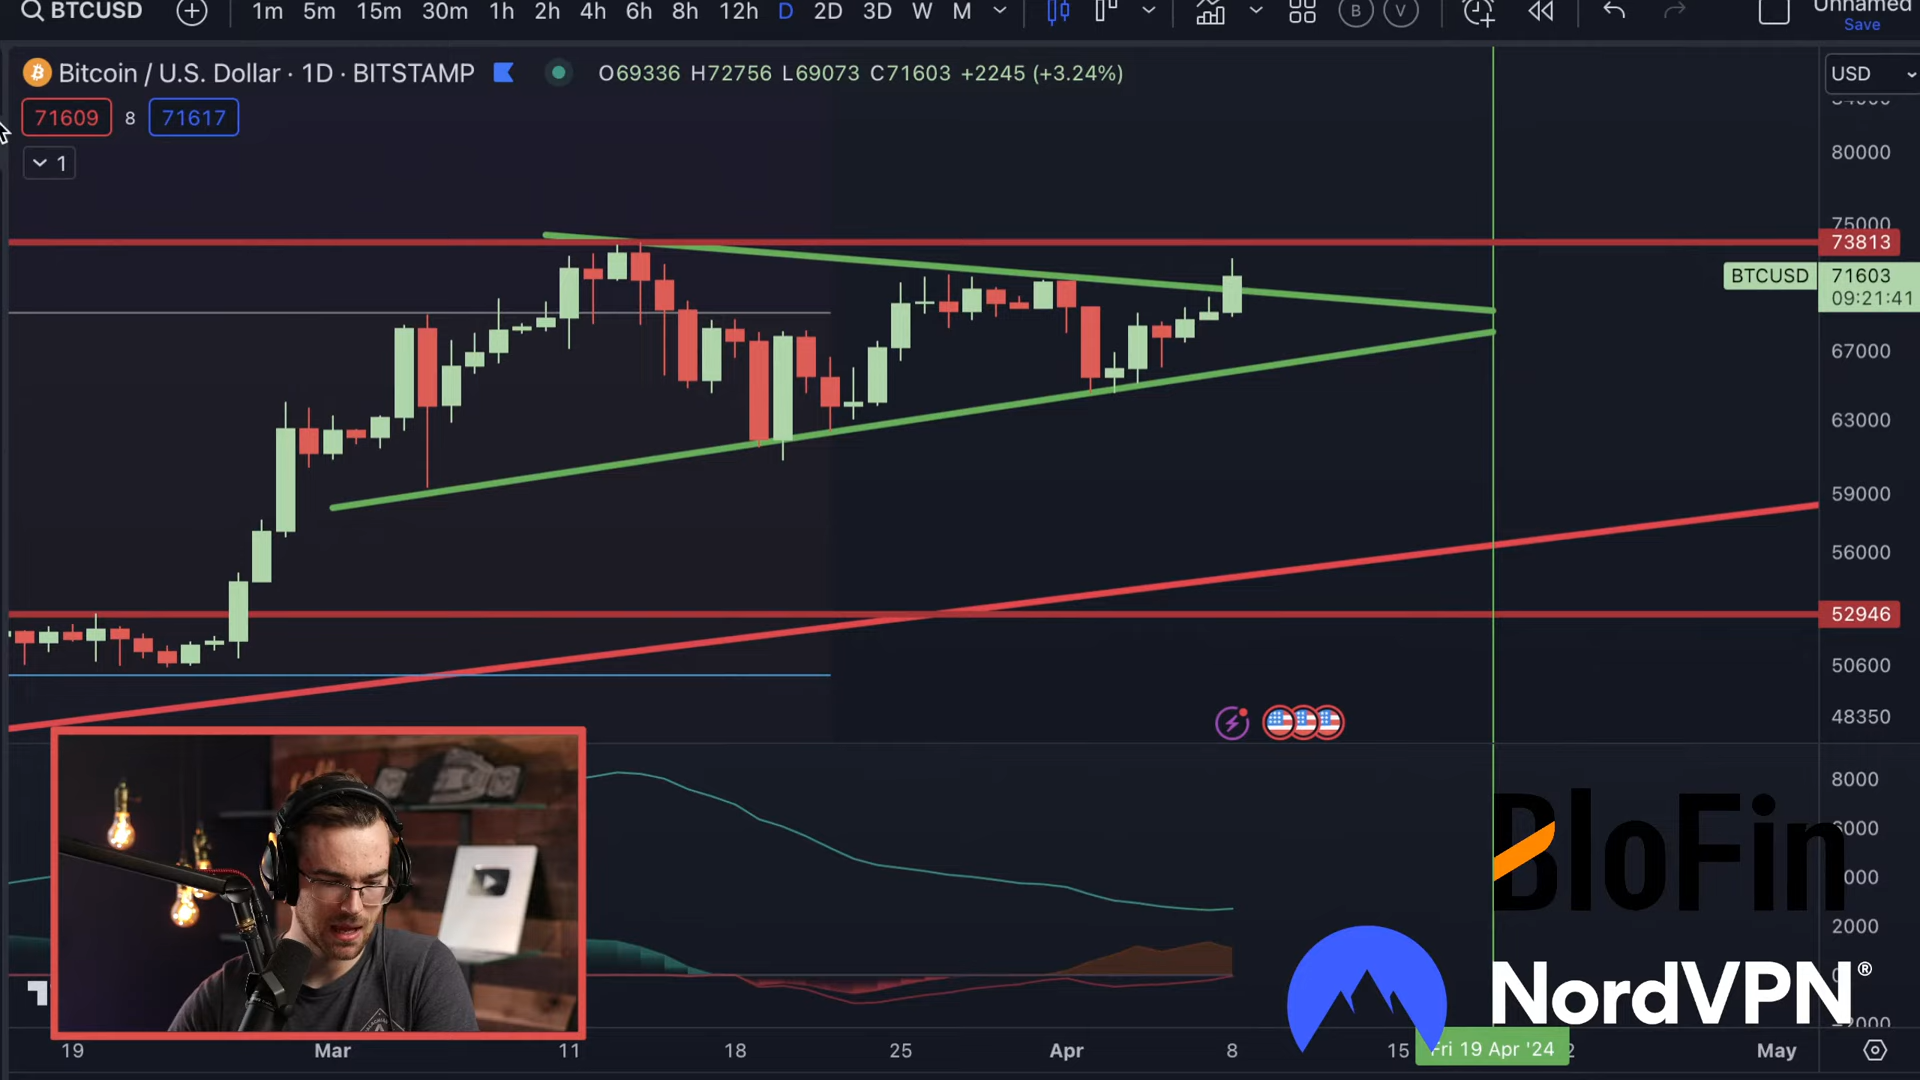 BTCUSD 1m 5m 15m 30m 1h 2h 4h 6h 8h 12h D 2D 3D W M B V Unnamed
Save
Bitcoin / U.S. Dollar · 1D · BITSTAMP O69336 H72756 L69073 C71603 +2245 (+3.24%) USD
71609 8 71617
1
80000
75000
73813
BTCUSD 71603
09:21:41
67000
63000
59000
56000
52946
50600
48350
8000
BloFin
2000
NordVPN®
19 Mar 11 18 25 Apr 8 15 Fri 19 Apr '24 May